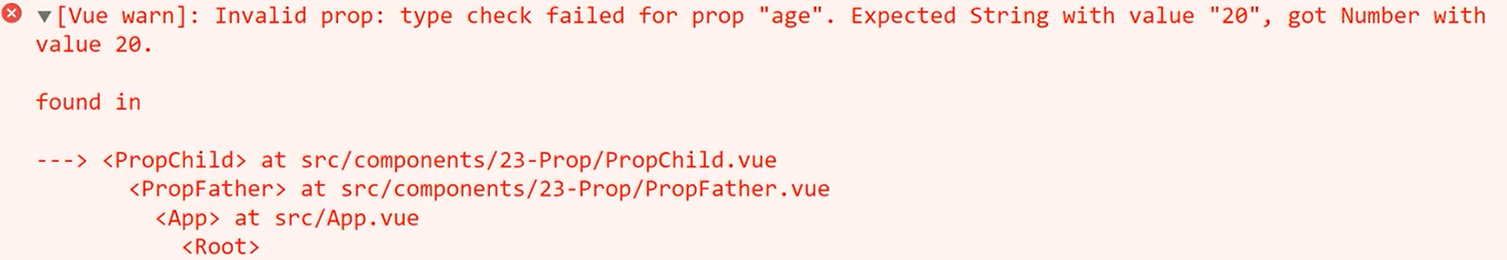 [Vue warn]: Invalid prop: type check failed for prop "age". Expected String with value "20", got Number with
value 20.
found in
---> <PropChild> at src/components/23-Prop/PropChild.vue
<PropFather> at src/components/23-Prop/PropFather.vue
<App> at src/App.vue
<Root>